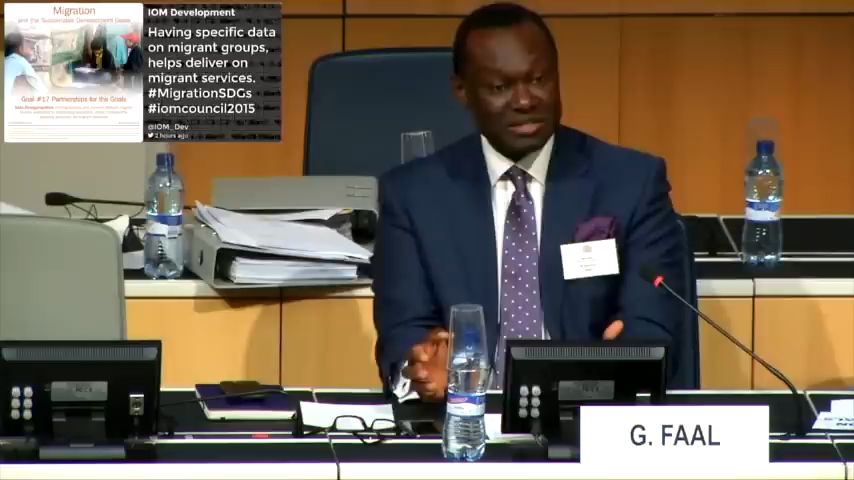 Migration
and the Sustainable Development Goals
Goal #17 Partnerships for the Goals
IOM Development
Having specific data
on migrant groups,
helps deliver on
migrant services.
#MigrationSDGs
#iomcouncil2015
@IOM_Dev
2 hours ago
G. FAAL